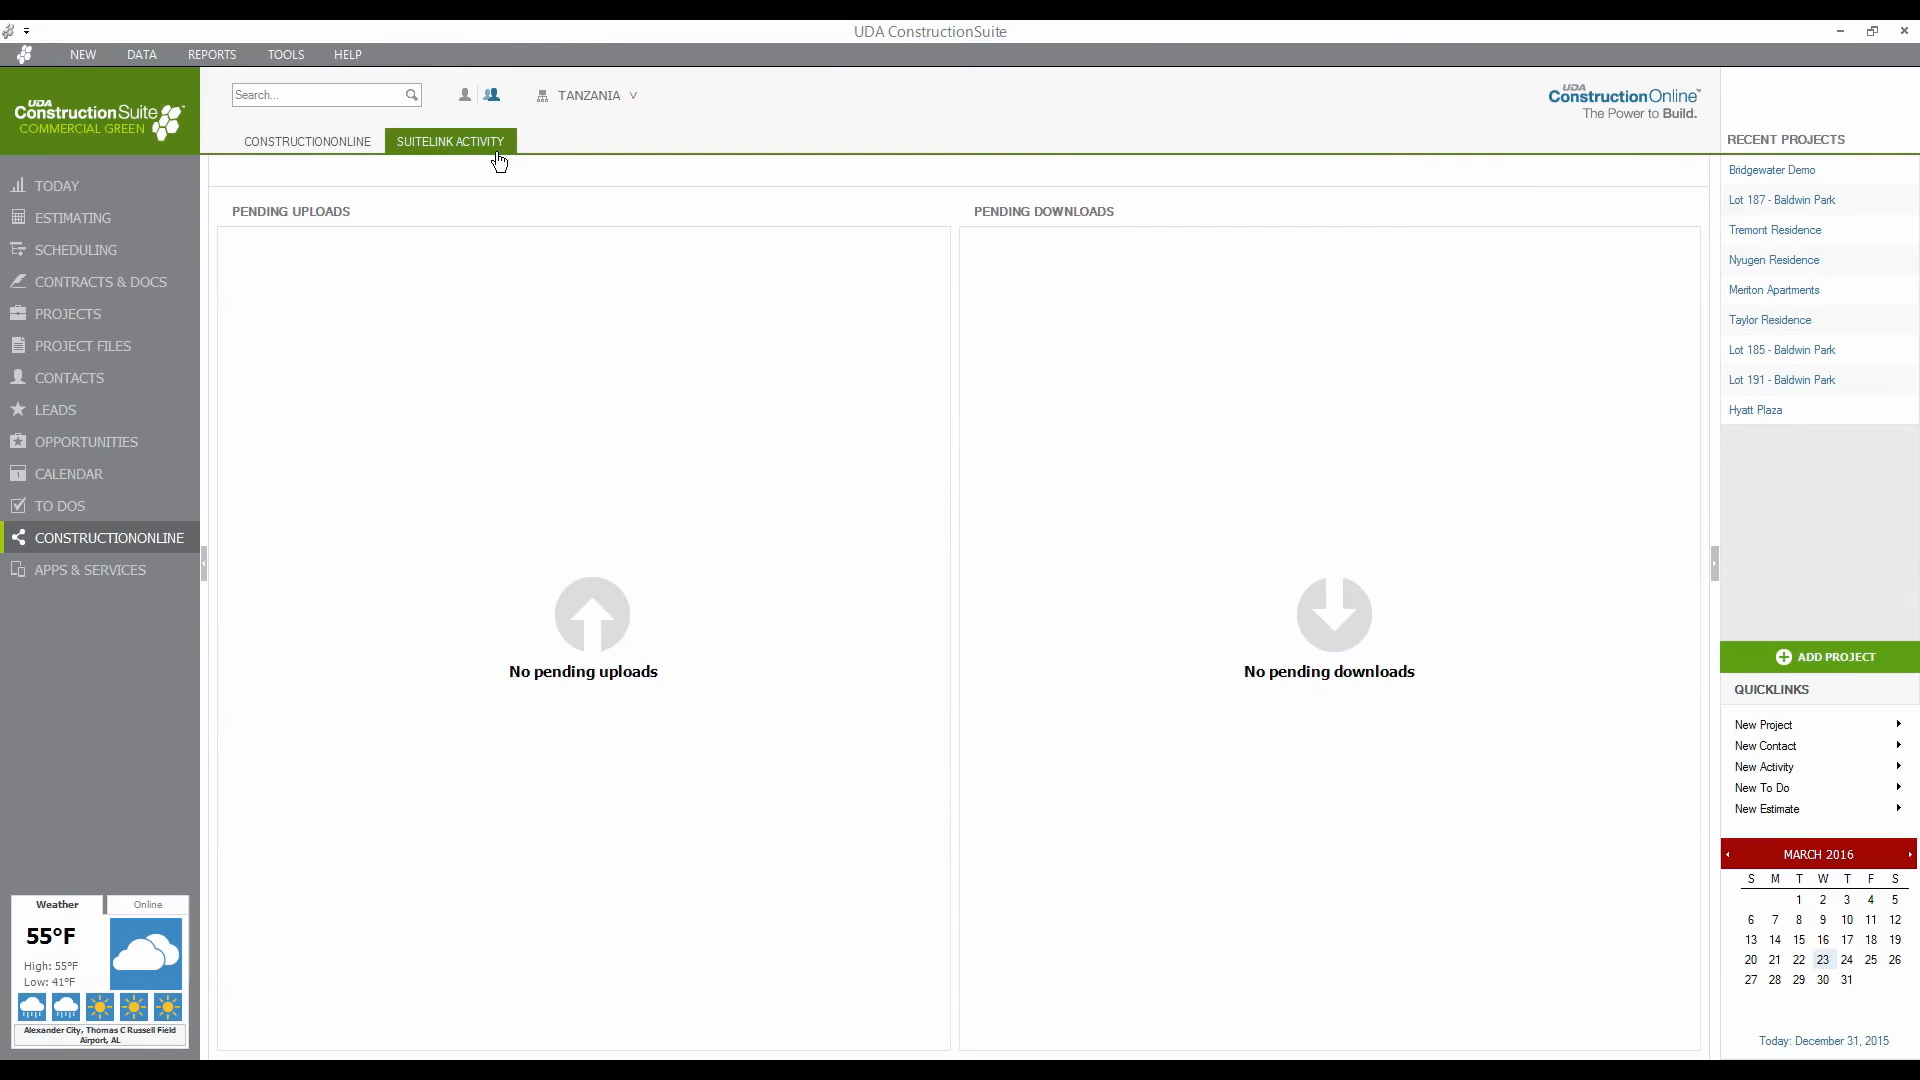 UDA ConstructionSuite
NEW DATA REPORTS TOOLS HELP
UDA
ConstructionSuite™
COMMERCIAL GREEN
Search...
TANZANIA
UDA
ConstructionOnline™
The Power to Build.
CONSTRUCTIONONLINE
SUITELINK ACTIVITY
TODAY
ESTIMATING
SCHEDULING
CONTRACTS & DOCS
PROJECTS
PROJECT FILES
CONTACTS
LEADS
OPPORTUNITIES
CALENDAR
TO DOS
CONSTRUCTIONONLINE
APPS & SERVICES
Weather
Online
55°F
High: 55°F
Low: 41°F
Alexander City, Thomas C Russell Field
Airport, AL
PENDING UPLOADS
No pending uploads
PENDING DOWNLOADS
No pending downloads
RECENT PROJECTS
Bridgewater Demo
Lot 187 - Baldwin Park
Tremont Residence
Nyugen Residence
Meriton Apartments
Taylor Residence
Lot 185 - Baldwin Park
Lot 191 - Baldwin Park
Hyatt Plaza
ADD PROJECT
QUICKLINKS
New Project
New Contact
New Activity
New To Do
New Estimate
MARCH 2016
S M T W T F S
1 2 3 4 5
6 7 8 9 10 11 12
13 14 15 16 17 18 19
20 21 22 23 24 25 26
27 28 29 30 31
Today: December 31, 2015